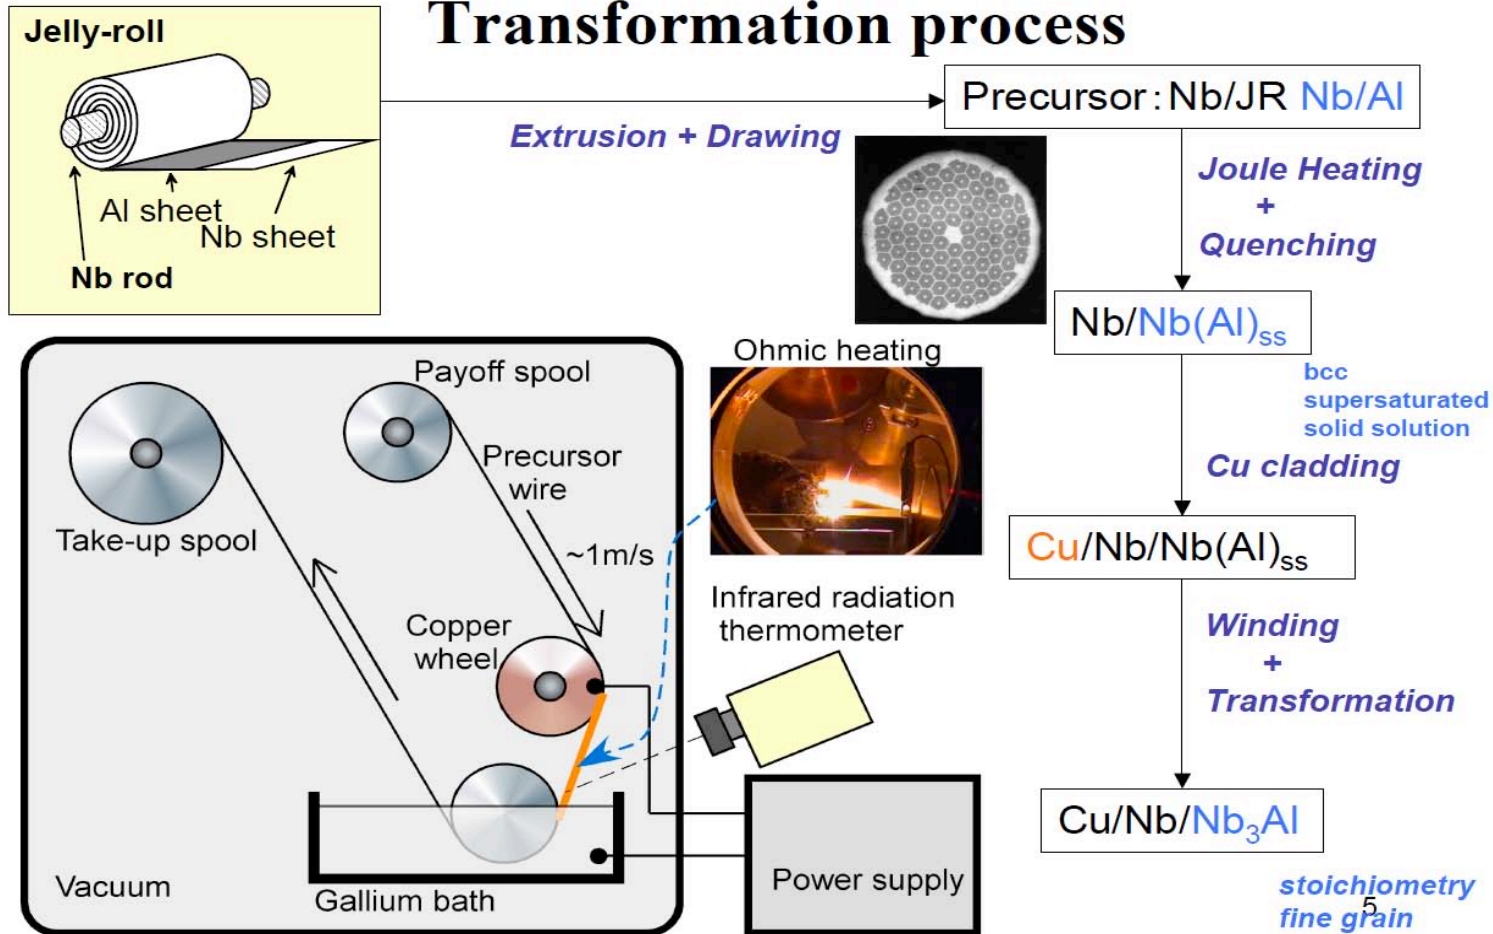 Transformation process
Jelly-roll
Al sheet
Nb sheet
Nb rod
Extrusion + Drawing
Precursor : Nb/JR Nb/Al
Joule Heating
+
Quenching
Nb/Nb(Al)ss
bcc
supersaturated
solid solution
Cu cladding
Cu/Nb/Nb(Al)ss
Winding
+
Transformation
Cu/Nb/Nb3Al
stoichiometry
fine grain
5
Ohmic heating
Payoff spool
Precursor
wire
~1m/s
Take-up spool
Copper
wheel
Infrared radiation
thermometer
Vacuum
Gallium bath
Power supply